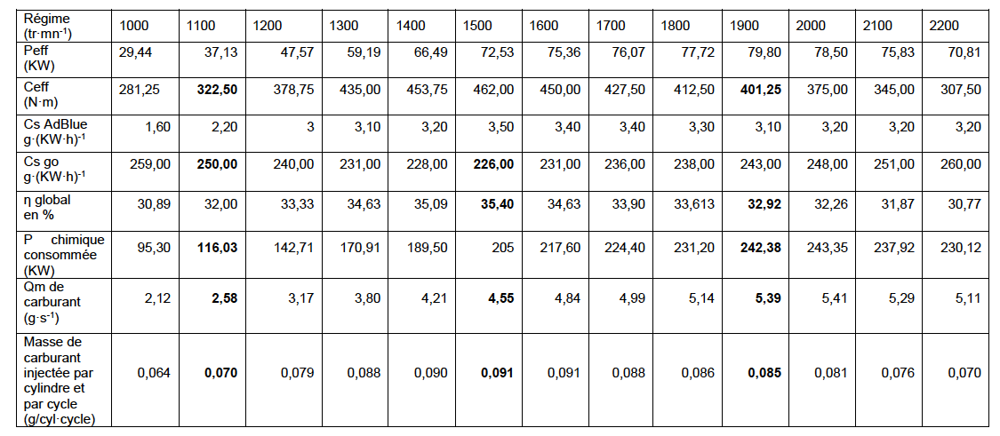 Régime (tr·mn-1) 1000 1100 1200 1300 1400 1500 1600 1700 1800 1900 2000 2100 2200
Peff (KW) 29,44 37,13 47,57 59,19 66,49 72,53 75,36 76,07 77,72 79,80 78,50 75,83 70,81
Ceff (N·m) 281,25 322,50 378,75 435,00 453,75 462,00 450,00 427,50 412,50 401,25 375,00 345,00 307,50
Cs AdBlue g·(KW·h)-1 1,60 2,20 3 3,10 3,20 3,50 3,40 3,40 3,30 3,10 3,20 3,20 3,20
Cs go g·(KW·h)-1 259,00 250,00 240,00 231,00 228,00 226,00 231,00 236,00 238,00 243,00 248,00 251,00 260,00
η global en % 30,89 32,00 33,33 34,63 35,09 35,40 34,63 33,90 33,613 32,92 32,26 31,87 30,77
P chimique consommée (KW) 95,30 116,03 142,71 170,91 189,50 205 217,60 224,40 231,20 242,38 243,35 237,92 230,12
Qm de carburant (g·s-1) 2,12 2,58 3,17 3,80 4,21 4,55 4,84 4,99 5,14 5,39 5,41 5,29 5,11
Masse de carburant injectée par cylindre et par cycle (g/cyl·cycle) 0,064 0,070 0,079 0,088 0,090 0,091 0,091 0,088 0,086 0,085 0,081 0,076 0,070